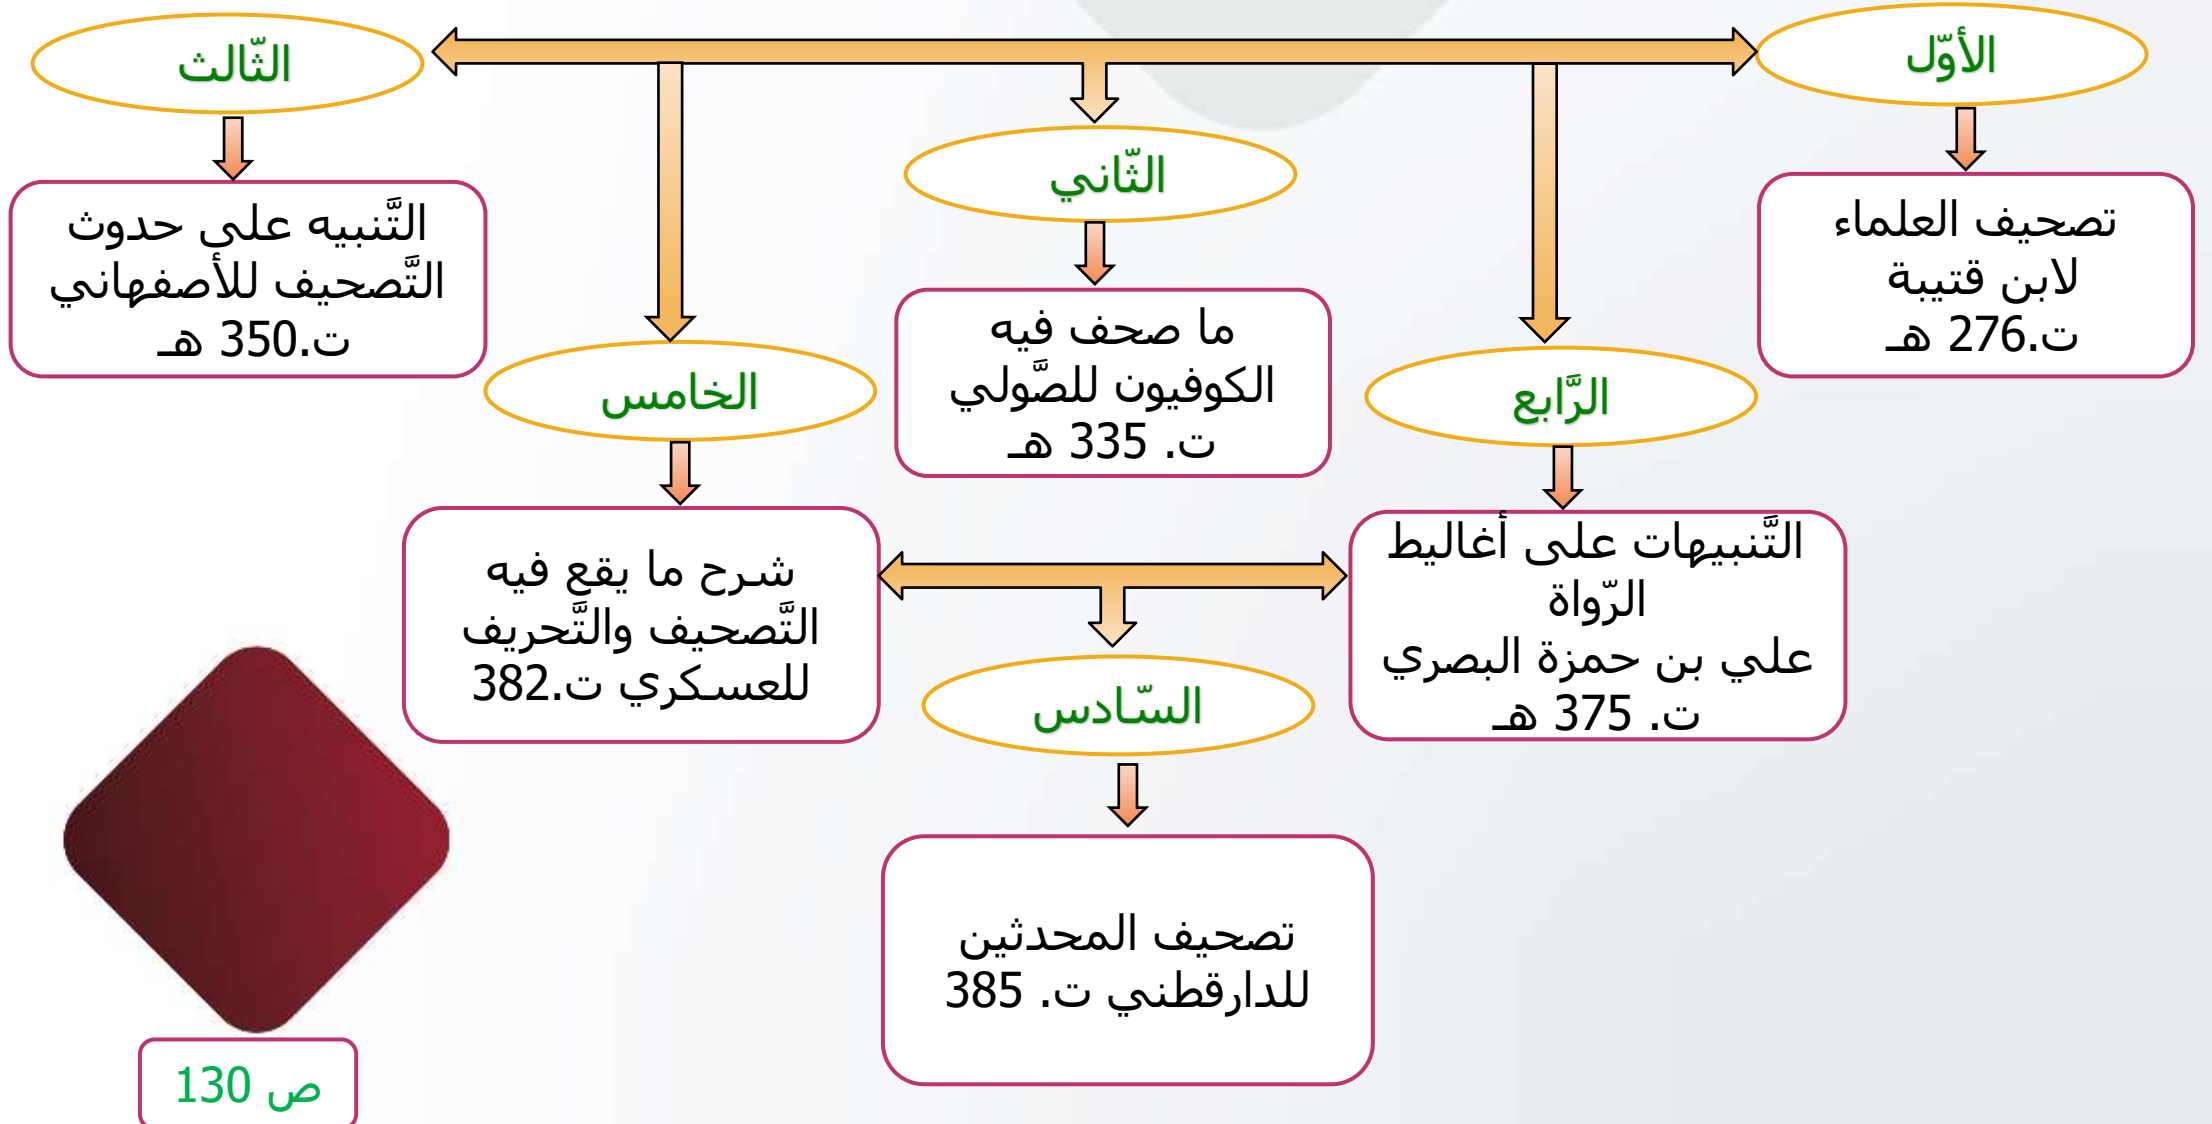 الأوّل
تصحيف العلماء
لابن قتيبة
ت.276 هـ
الثّاني
ما صحف فيه
الكوفيون للصَّولي
ت. 335 هـ
الثّالث
التَّنبيه على حدوث
التَّصحيف للأصفهاني
ت.350 هـ
الرَّابع
التَّنبيهات على أغاليط
الرّواة
علي بن حمزة البصري
ت. 375 هـ
الخامس
شرح ما يقع فيه
التَّصحيف والتَّحريف
للعسكري ت.382
السّادس
تصحيف المحدثين
للدارقطني ت. 385
ص 130